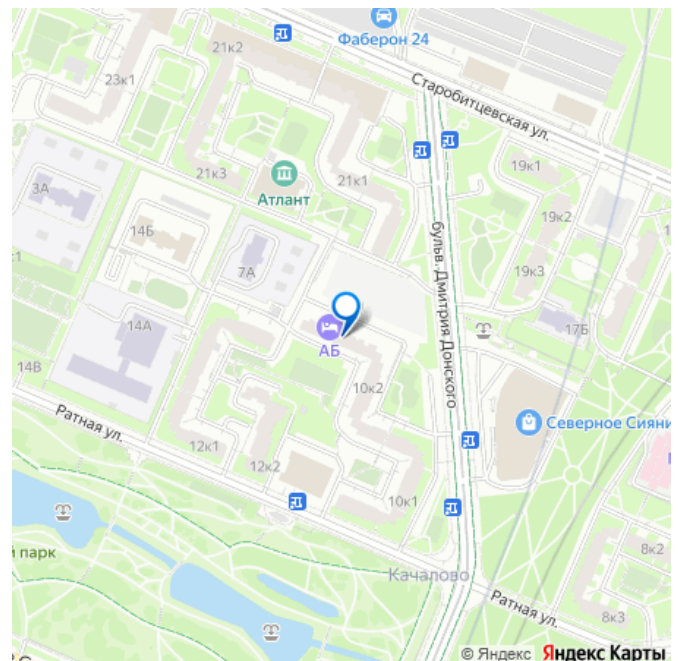 21к2
Фаберон 24
23к1
Старобитцевская ул.
19к1
21к3
21к1
3А
Атлант
19к2
14Б
бульв. Дмитрия Донского
7А
19к3
17Б
14А
АБ
14В
10к2
Ратная ул.
Северное Сияни
12к1
12к2
10к1
й парк
8к2
Качалово
Ратная ул.
8к3
© Яндекс Яндекс Карты